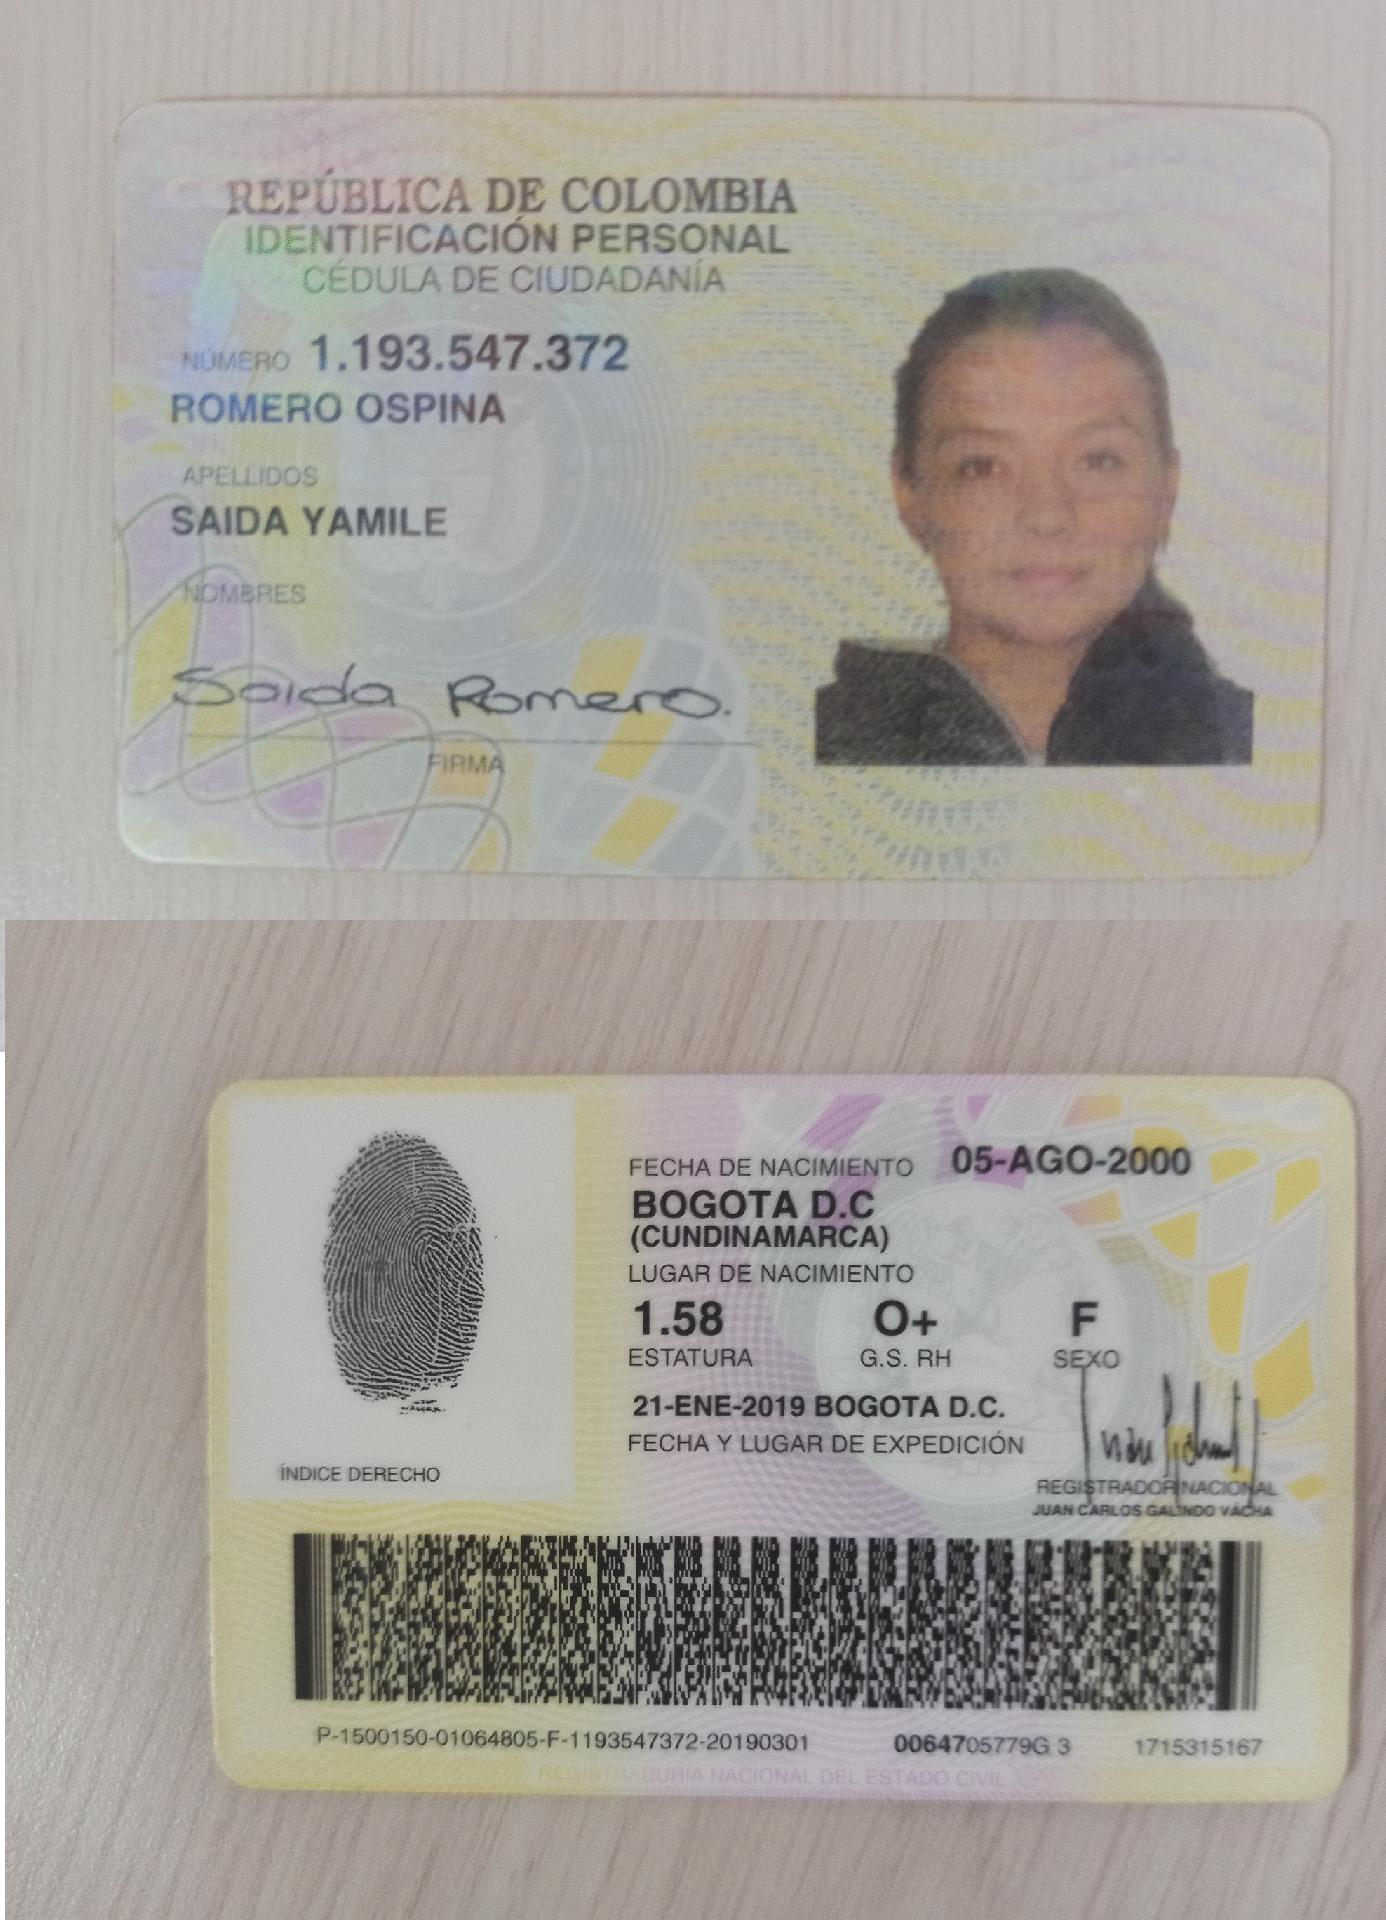 REPÚBLICA DE COLOMBIA
IDENTIFICACIÓN PERSONAL
CÉDULA DE CIUDADANÍA
NÚMERO 1.193.547.372
ROMERO OSPINA
APELLIDOS
SAIDA YAMILE
NOMBRES
Saida Romero.
FIRMA
FECHA DE NACIMIENTO 05-AGO-2000
BOGOTA D.C
(CUNDINAMARCA)
LUGAR DE NACIMIENTO
1.58 O+ F
ESTATURA G.S. RH SEXO
21-ENE-2019 BOGOTA D.C.
FECHA Y LUGAR DE EXPEDICIÓN
ÍNDICE DERECHO
REGISTRADOR NACIONAL
JUAN CARLOS GALINDO VÁCHA
P-1500150-01064805-F-1193547372-20190301 0064705779G 3 1715315167
REGISTRADURIA NACIONAL DEL ESTADO CIVIL